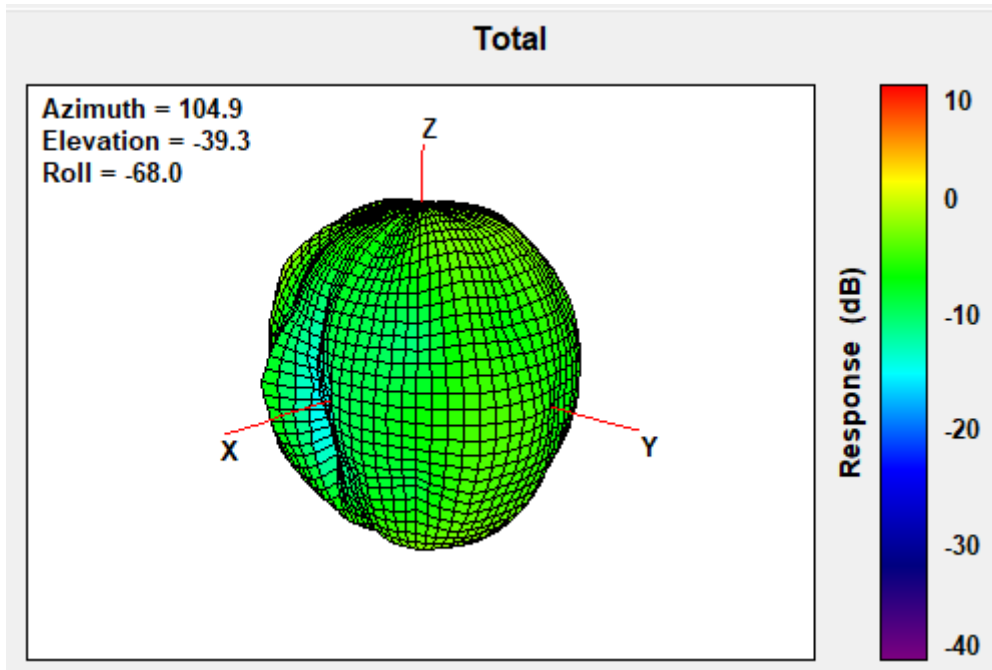 Total
Azimuth = 104.9
Elevation = -39.3
Roll = -68.0
Z
X
Y
10
0
-10
-20
-30
-40
Response (dB)